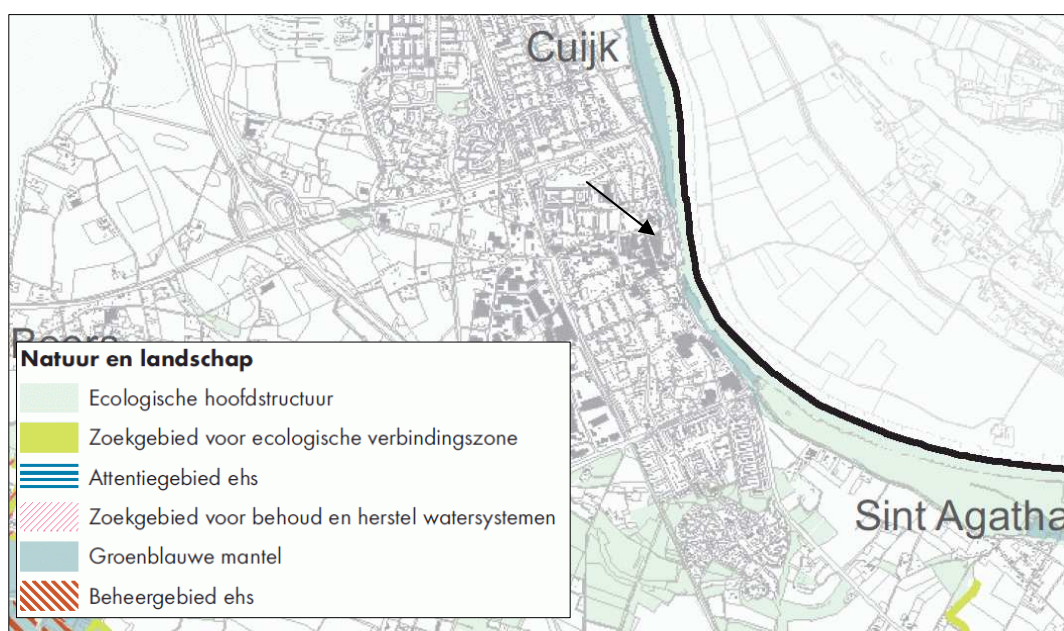 Cuijk
Beers
Natuur en landschap
Ecologische hoofdstructuur
Zoekgebied voor ecologische verbindingszone
Attentiegebied ehs
Zoekgebied voor behoud en herstel watersystemen
Groenblauwe mantel
Beheergebied ehs
Sint Agatha